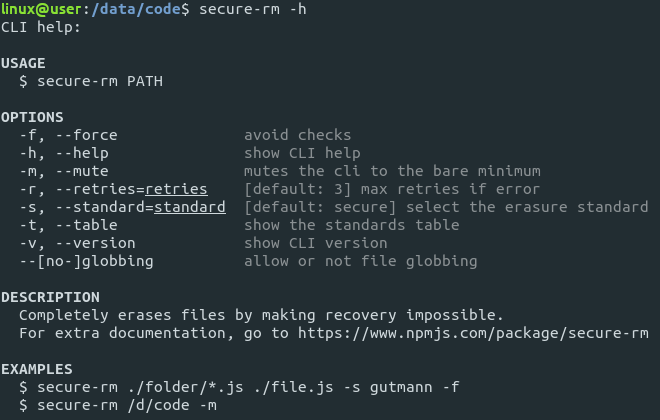 linux@user:/data/code$ secure-rm -h
CLI help:
USAGE
$ secure-rm PATH
OPTIONS
-f, --force avoid checks
-h, --help show CLI help
-m, --mute mutes the cli to the bare minimum
-r, --retries=retries [default: 3] max retries if error
-s, --standard=standard [default: secure] select the erasure standard
-t, --table show the standards table
-v, --version show CLI version
--[no-]globbing allow or not file globbing
DESCRIPTION
Completely erases files by making recovery impossible.
For extra documentation, go to https://www.npmjs.com/package/secure-rm
EXAMPLES
$ secure-rm ./folder/*.js ./file.js -s gutmann -f
$ secure-rm /d/code -m